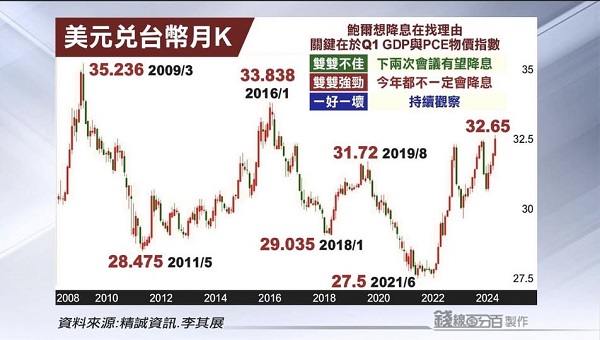 美元兑台幣月K
鮑爾想降息在找理由
關鍵在於Q1 GDP與PCE物價指數
雙雙不佳 下兩次會議有望降息
雙雙強勁 今年都不一定會降息
一好一壞 持續觀察
35.236 2009/3
33.838
2016/1
32.65
31.72 2019/8
28.475 2011/5
29.035 2018/1
27.5 2021/6
35
32.5
30
27.5
2008 2010 2012 2014 2016 2018 2020 2022 2024
資料來源:精誠資訊.李其展
錢線百分百 製作